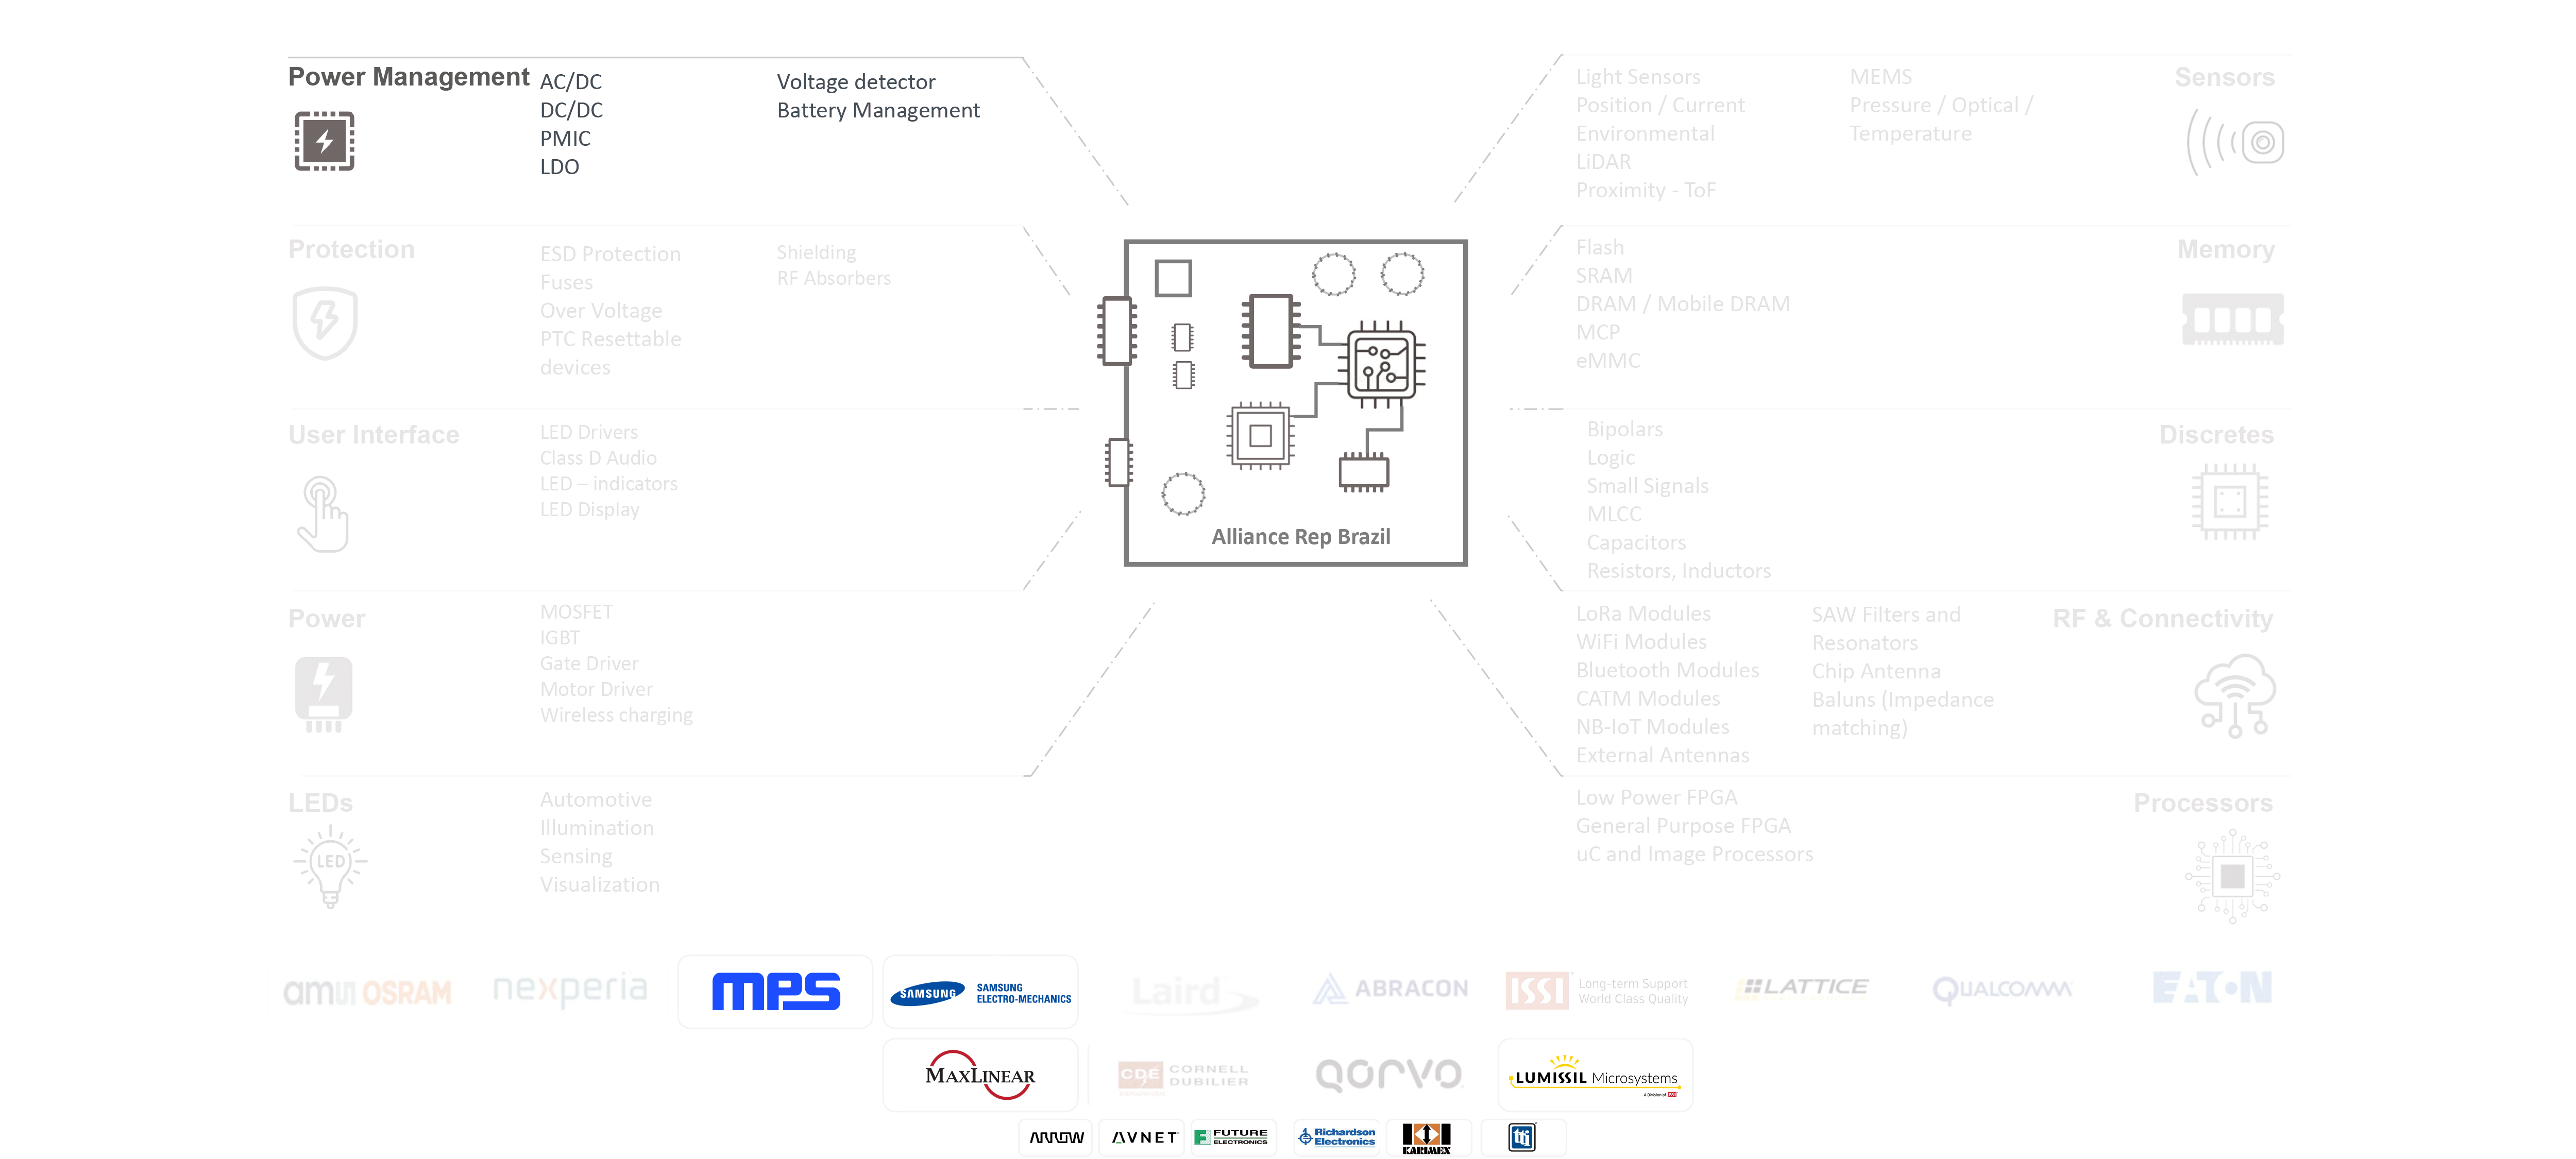 Power Management
AC/DC
DC/DC
PMIC
LDO
Voltage detector
Battery Management
Protection
ESD Protection
Fuses
Over Voltage
PTC Resettable
devices
Shielding
RF Absorbers
User Interface
LED Drivers
Class D Audio
LED – indicators
LED Display
Power
MOSFET
IGBT
Gate Driver
Motor Driver
Wireless charging
LEDs
LED
Automotive
Illumination
Sensing
Visualization
Alliance Rep Brazil
Light Sensors
Position / Current
Environmental
LiDAR
Proximity - ToF
MEMS
Pressure / Optical /
Temperature
Sensors
Flash
SRAM
DRAM / Mobile DRAM
MCP
eMMC
Memory
Bipolars
Logic
Small Signals
MLCC
Capacitors
Resistors, Inductors
Discretes
LoRa Modules
WiFi Modules
Bluetooth Modules
CATM Modules
NB-IoT Modules
External Antennas
SAW Filters and
Resonators
Chip Antenna
Baluns (Impedance
matching)
RF & Connectivity
Low Power FPGA
General Purpose FPGA
uC and Image Processors
Processors
amu OSRAM
nexperia
mPS
SAMSUNG
SAMSUNG
ELECTRO-MECHANICS
Laird
ABRACON
ISSI
Long-term Support
World Class Quality
LATTICE
QUALCOMM
EATON
MAXLINEAR
CDE
CORNELL
DUBILIER
QORVO
LUMISSIL Microsystems
A Division of ISSI
ARROW
AVNET
FUTURE
ELECTRONICS
Richardson
Electronics
KARIMEX
tti